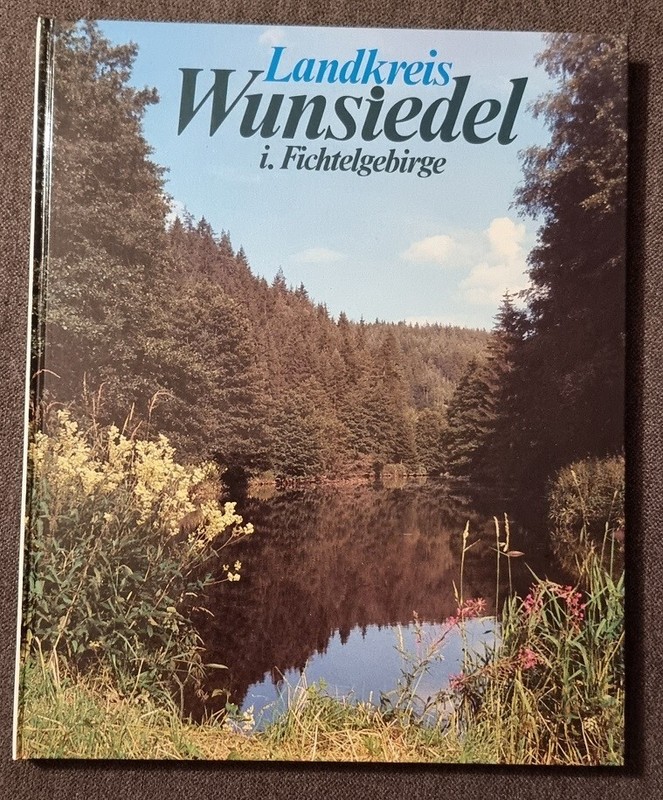 Landkreis
Wunsiedel
i. Fichtelgebirge